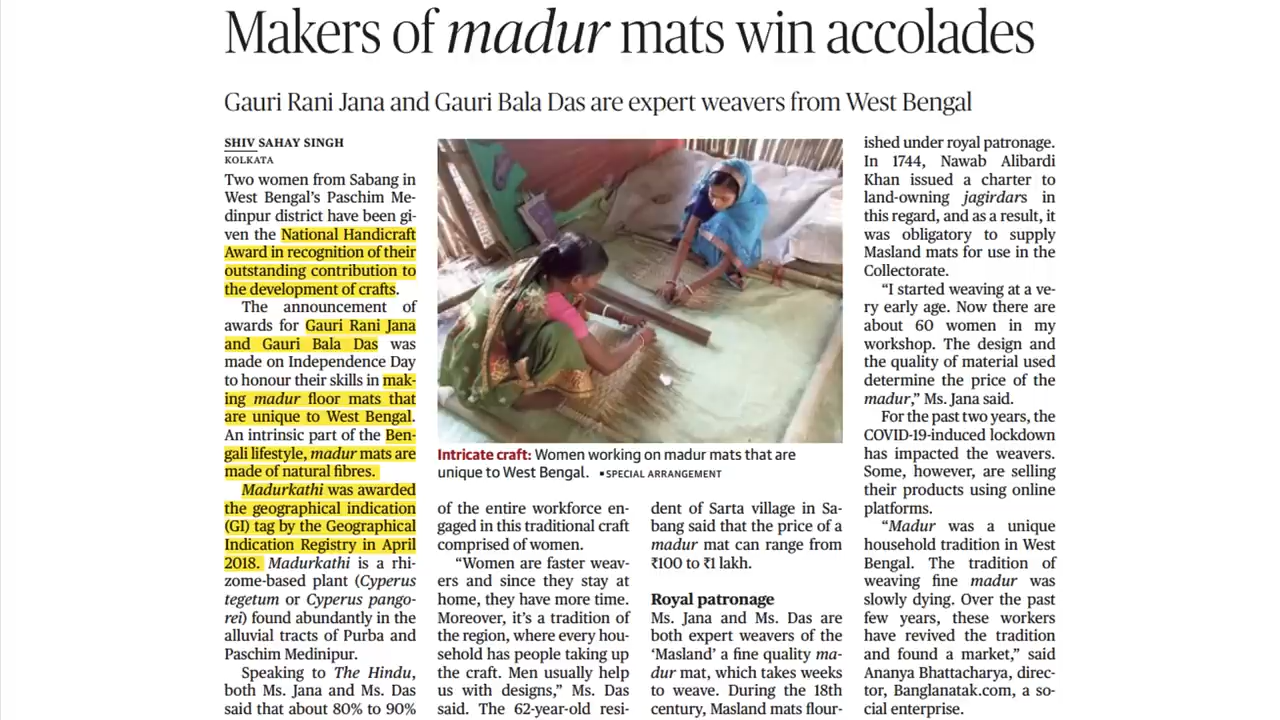 Makers of madur mats win accolades
Gauri Rani Jana and Gauri Bala Das are expert weavers from West Bengal
SHIV SAHAY SINGH
KOLKATA
Two women from Sabang in
West Bengal's Paschim Me-
dinpur district have been gi-
ven the National Handicraft
Award in recognition of their
outstanding contribution to
the development of crafts.
The announcement of
awards for Gauri Rani Jana
and Gauri Bala Das was
made on Independence Day
to honour their skills in mak-
ing madur floor mats that
are unique to West Bengal.
An intrinsic part of the Ben-
gali lifestyle, madur mats are
made of natural fibres.
Madurkathi was awarded
the geographical indication
(GI) tag by the Geographical
Indication Registry in April
2018. Madurkathi is a rhi-
zome-based plant (Cyperus
tegetum or Cyperus pango-
rei) found abundantly in the
alluvial tracts of Purba and
Paschim Medinipur.
Speaking to The Hindu,
both Ms. Jana and Ms. Das
said that about 80% to 90%
Intricate craft: Women working on madur mats that are
unique to West Bengal. ▪SPECIAL ARRANGEMENT
of the entire workforce en-
gaged in this traditional craft
comprised of women.
“Women are faster weav-
ers and since they stay at
home, they have more time.
Moreover, it's a tradition of
the region, where every hou-
sehold has people taking up
the craft. Men usually help
us with designs,” Ms. Das
said. The 62-year-old resi-
dent of Sarta village in Sa-
bang said that the price of a
madur mat can range from
₹100 to ₹1 lakh.
Royal patronage
Ms. Jana and Ms. Das are
both expert weavers of the
‘Masland’ a fine quality ma-
dur mat, which takes weeks
to weave. During the 18th
century, Masland mats flour-
ished under royal patronage.
In 1744, Nawab Alibardi
Khan issued a charter to
land-owning jagirdars in
this regard, and as a result, it
was obligatory to supply
Masland mats for use in the
Collectorate.
“I started weaving at a ve-
ry early age. Now there are
about 60 women in my
workshop. The design and
the quality of material used
determine the price of the
madur,” Ms. Jana said.
For the past two years, the
COVID-19-induced lockdown
has impacted the weavers.
Some, however, are selling
their products using online
platforms.
“Madur was a unique
household tradition in West
Bengal. The tradition of
weaving fine madur was
slowly dying. Over the past
few years, these workers
have revived the tradition
and found a market,” said
Ananya Bhattacharya, direc-
tor, Banglanatak.com, a so-
cial enterprise.